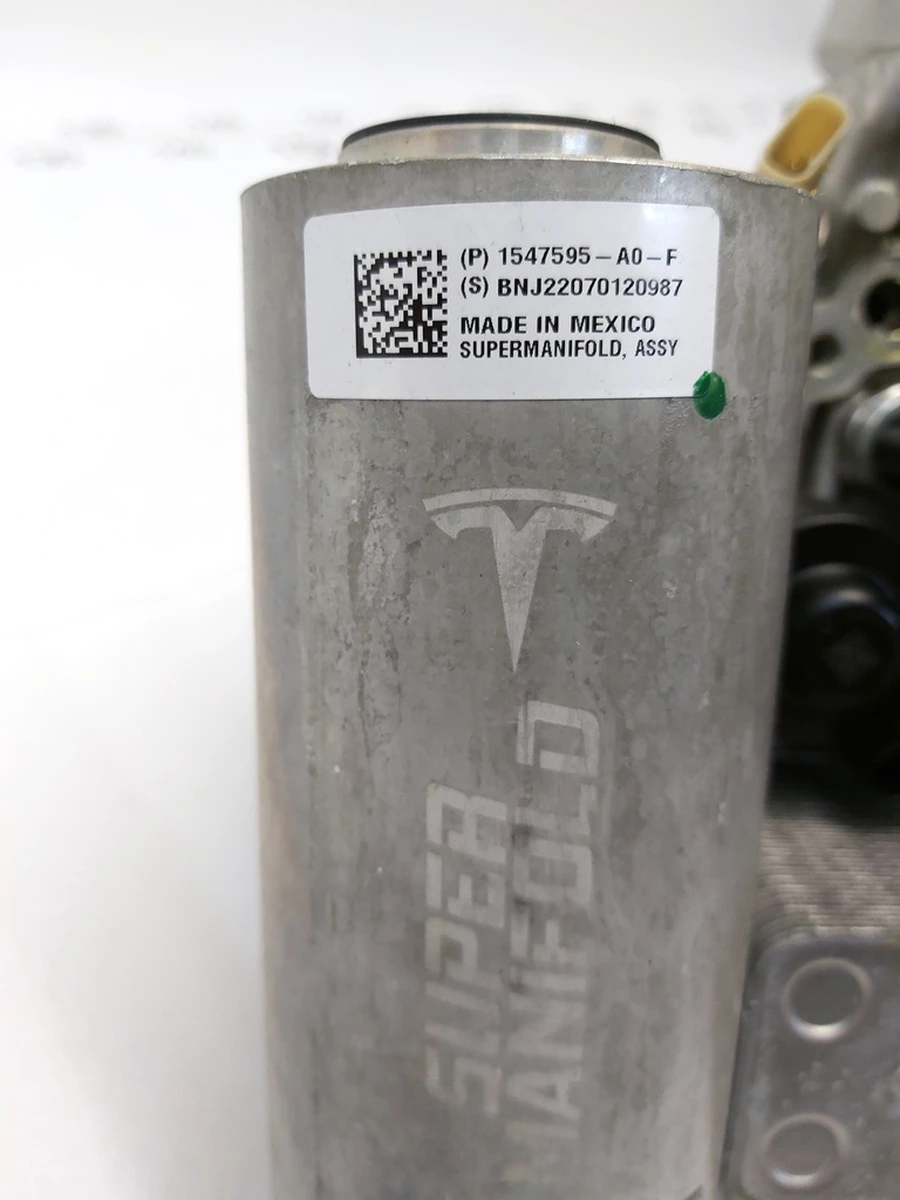 (P) 1547595-A0-F
(S) BNJ22070120987
MADE IN MEXICO
SUPERMANIFOLD, ASSY
SUPER
MANIFOLD